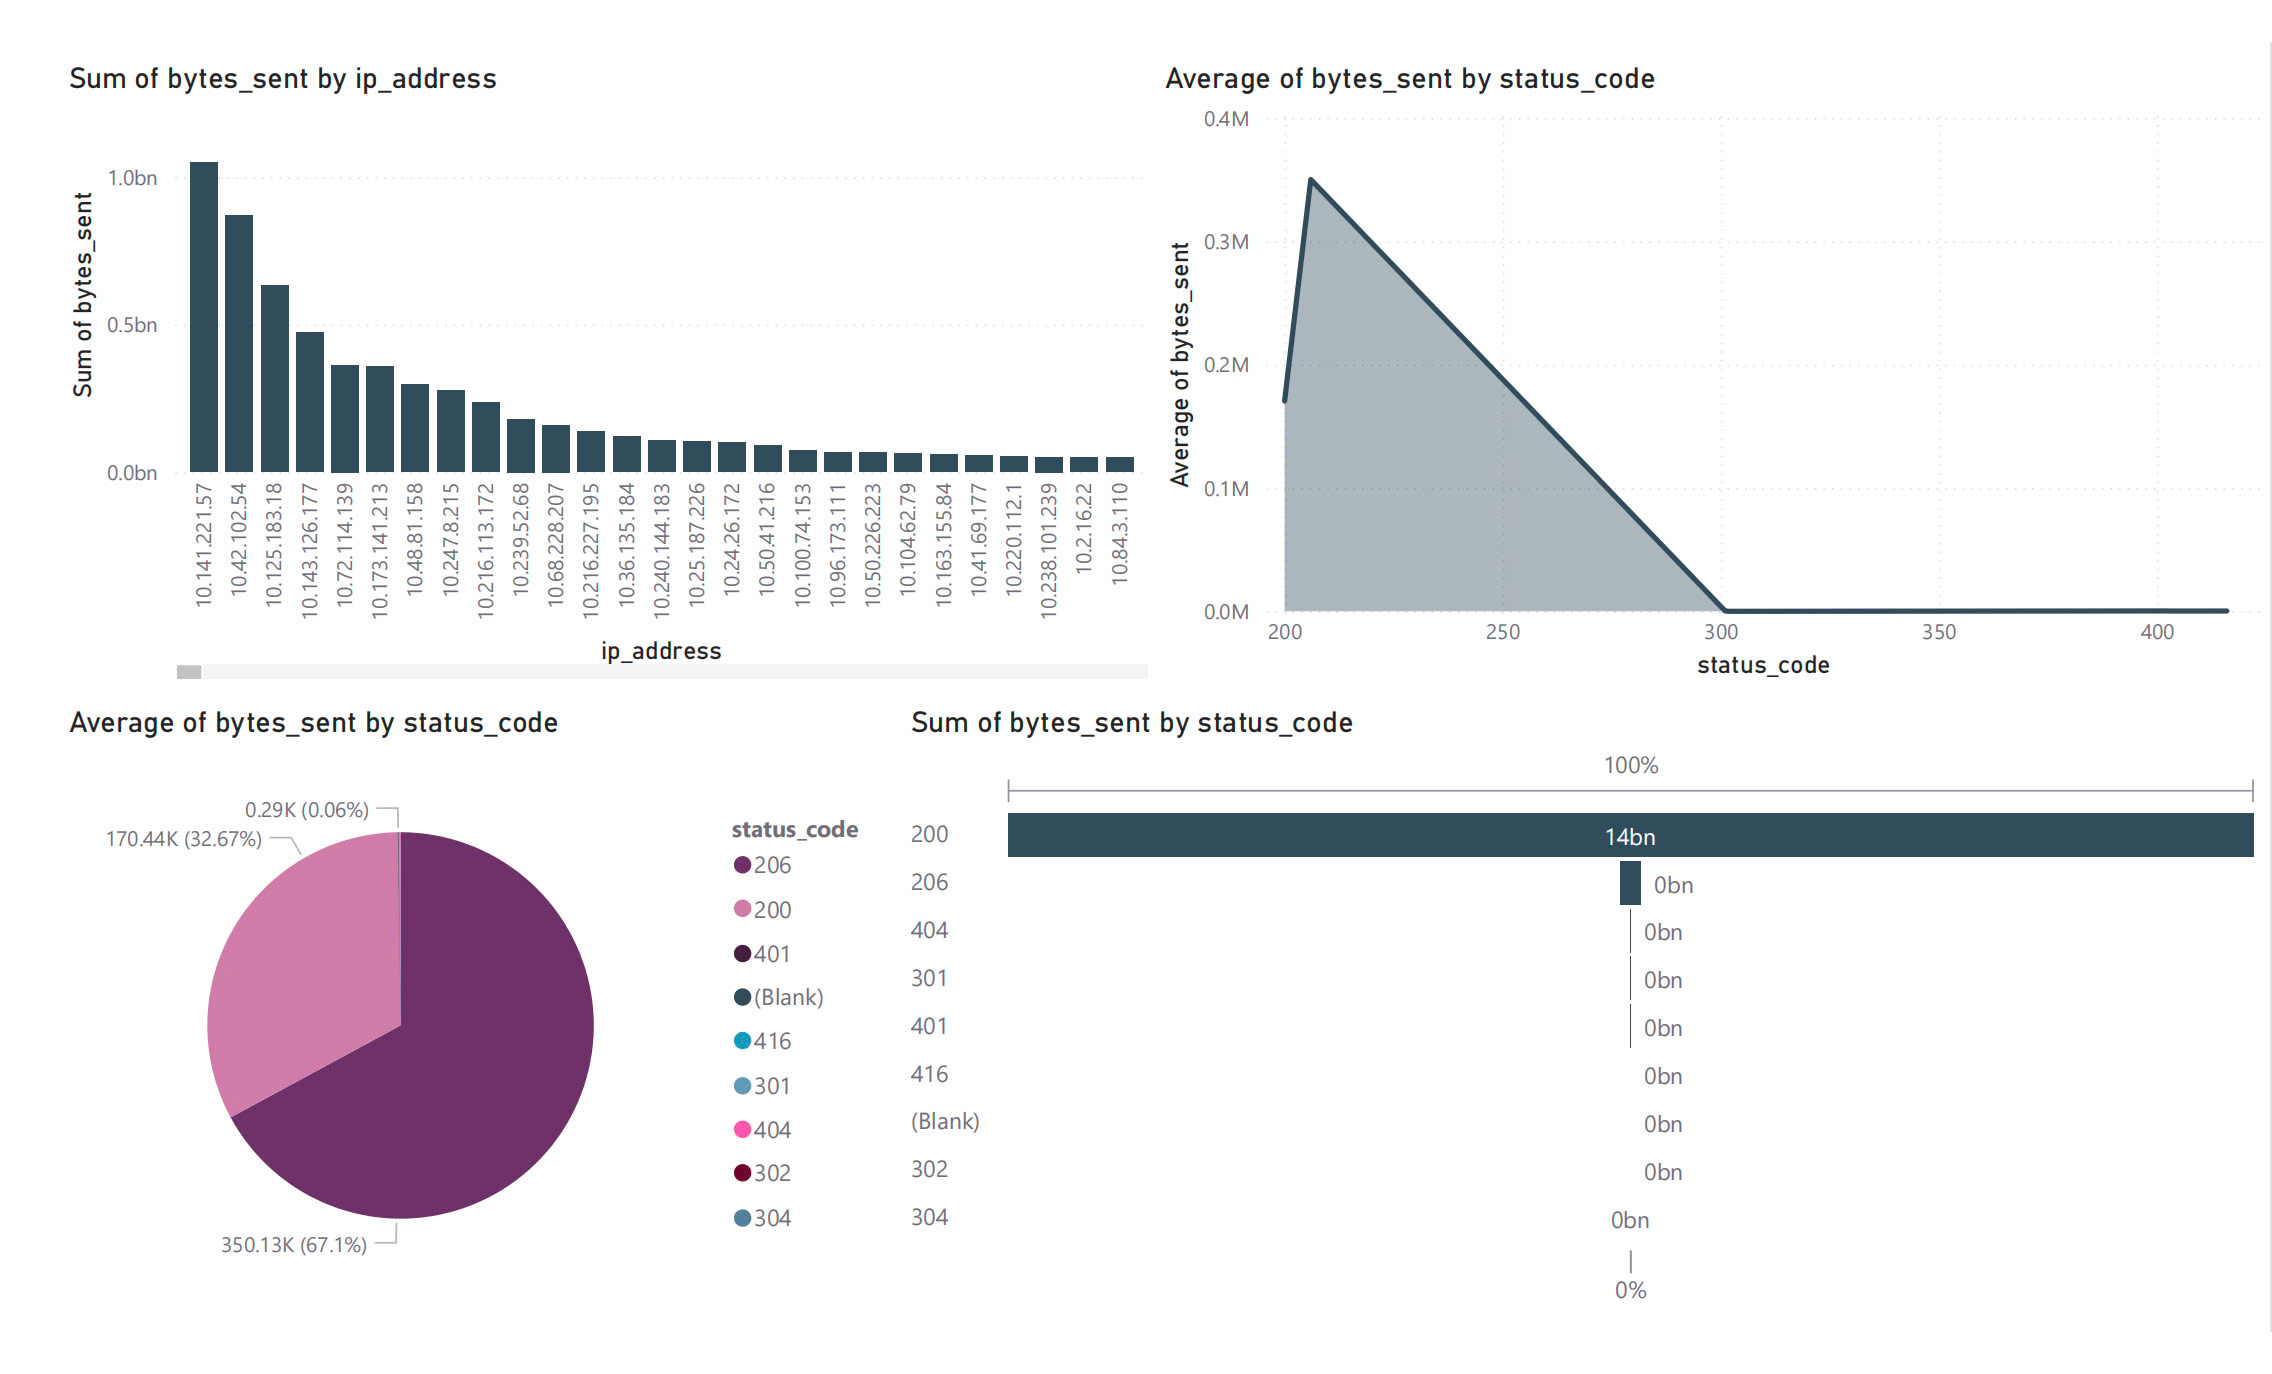 Sum of bytes_sent by ip_address
Sum of bytes_sent
1.0bn
0.5bn
0.0bn
10.141.221.57
10.42.102.54
10.125.183.18
10.143.126.177
10.72.114.139
10.173.141.213
10.48.81.158
10.247.8.215
10.216.113.172
10.239.52.68
10.68.228.207
10.216.227.195
10.36.135.184
10.240.144.183
10.25.187.226
10.24.26.172
10.50.41.216
10.100.74.153
10.96.173.111
10.50.226.223
10.104.62.79
10.163.155.84
10.41.69.177
10.220.112.1
10.238.101.239
10.2.16.22
10.84.3.110
ip_address
Average of bytes_sent by status_code
Average of bytes_sent
0.4M
0.3M
0.2M
0.1M
0.0M
200 250 300 350 400
status_code
Average of bytes_sent by status_code
0.29K (0.06%)
170.44K (32.67%)
350.13K (67.1%)
status_code
206
200
401
(Blank)
416
301
404
302
304
Sum of bytes_sent by status_code
100%
200 14bn
206 0bn
404 0bn
301 0bn
401 0bn
416 0bn
(Blank) 0bn
302 0bn
304 0bn
0%